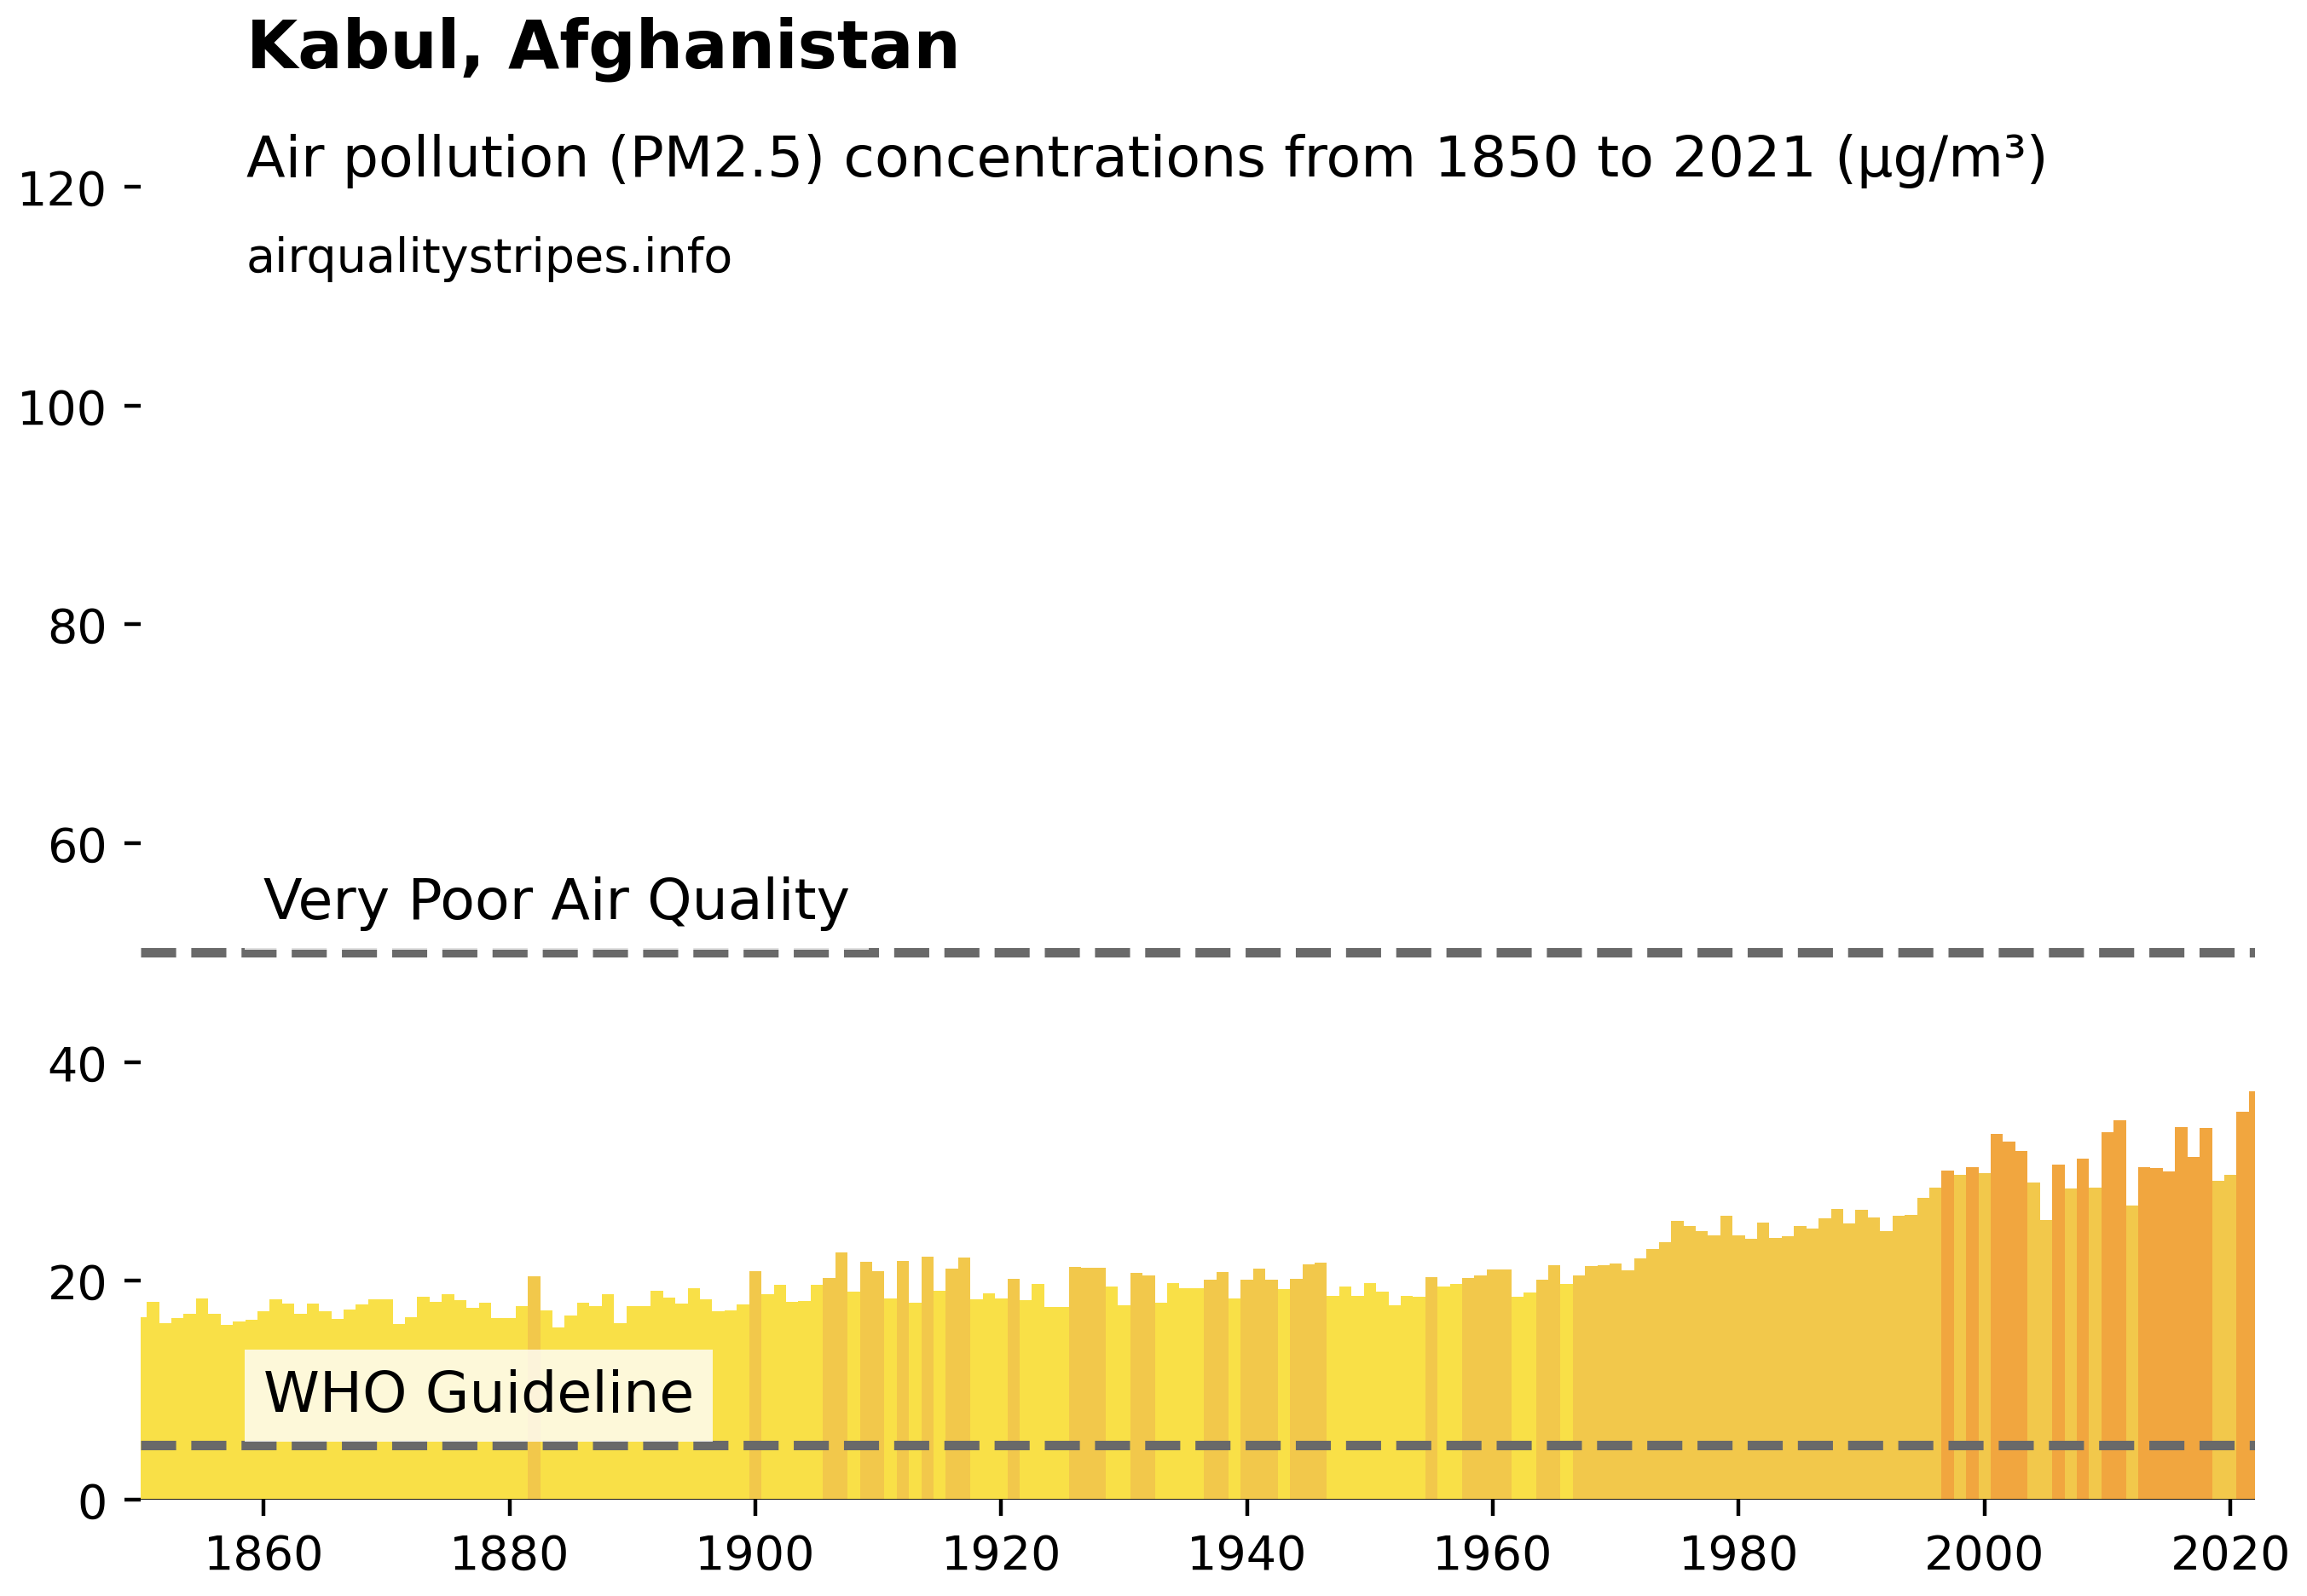 Kabul, Afghanistan
Air pollution (PM2.5) concentrations from 1850 to 2021 (µg/m³)
airqualitystripes.info
120
100
80
60
Very Poor Air Quality
40
20
WHO Guideline
0
1860 1880 1900 1920 1940 1960 1980 2000 2020